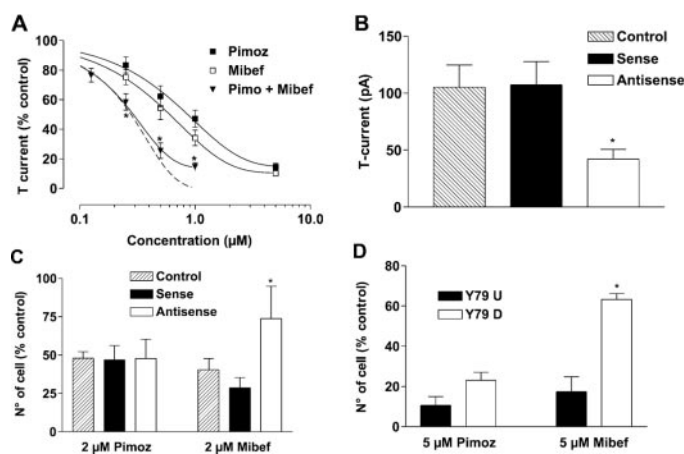 A
T current (% control)
100
80
60
40
20
0
Pimoz
Mibef
Pimo + Mibef
*
*
*
0.1
1.0
10.0
Concentration (µM)
B
T-current (pA)
150
100
50
0
Control
Sense
Antisense
*
C
N° of cell (% control)
100
75
50
25
0
Control
Sense
Antisense
*
2 µM Pimoz
2 µM Mibef
D
N° of cell (% control)
80
60
40
20
0
Y79 U
Y79 D
*
5 µM Pimoz
5 µM Mibef